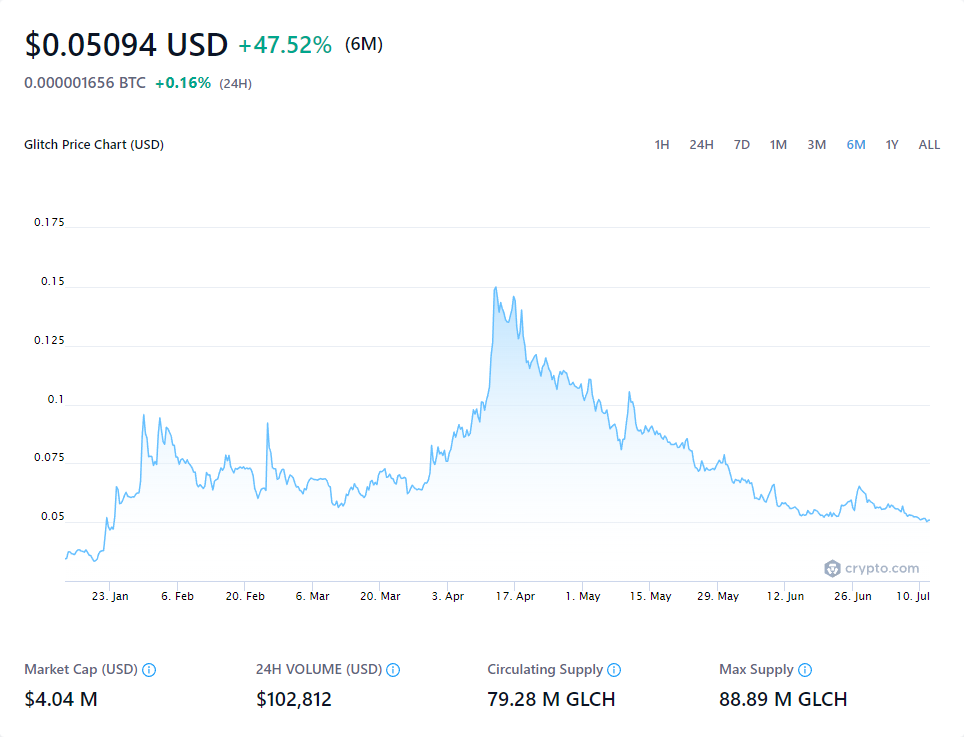 $0.05094 USD +47.52% (6M)
0.000001656 BTC +0.16% (24H)
Glitch Price Chart (USD) 1H 24H 7D 1M 3M 6M 1Y ALL
0.175
0.15
0.125
0.1
0.075
0.05
crypto.com
23. Jan 6. Feb 20. Feb 6. Mar 20. Mar 3. Apr 17. Apr 1. May 15. May 29. May 12. Jun 26. Jun 10. Jul
Market Cap (USD) 24H VOLUME (USD) Circulating Supply Max Supply
$4.04 M $102,812 79.28 M GLCH 88.89 M GLCH